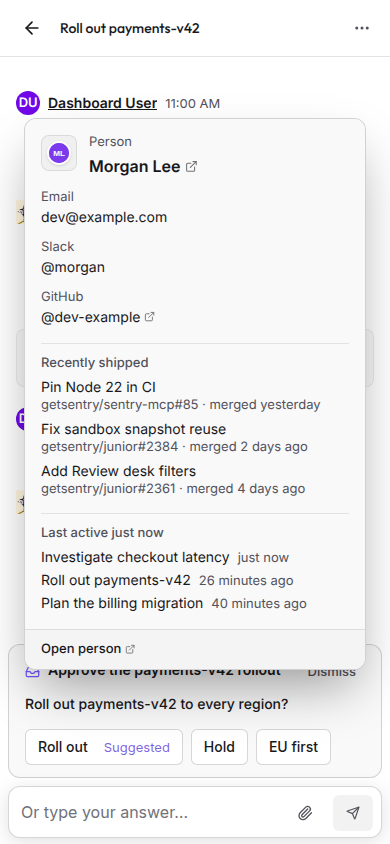 Roll out payments-v42
DU Dashboard User 11:00 AM
ML
Person
Morgan Lee
Email
dev@example.com
Slack
@morgan
GitHub
@dev-example
Recently shipped
Pin Node 22 in CI
getsentry/sentry-mcp#85 · merged yesterday
Fix sandbox snapshot reuse
getsentry/junior#2384 · merged 2 days ago
Add Review desk filters
getsentry/junior#2361 · merged 4 days ago
Last active just now
Investigate checkout latency just now
Roll out payments-v42 26 minutes ago
Plan the billing migration 40 minutes ago
Open person
Approve the payments-v42 rollout Dismiss
Roll out payments-v42 to every region?
Roll out Suggested Hold EU first
Or type your answer...